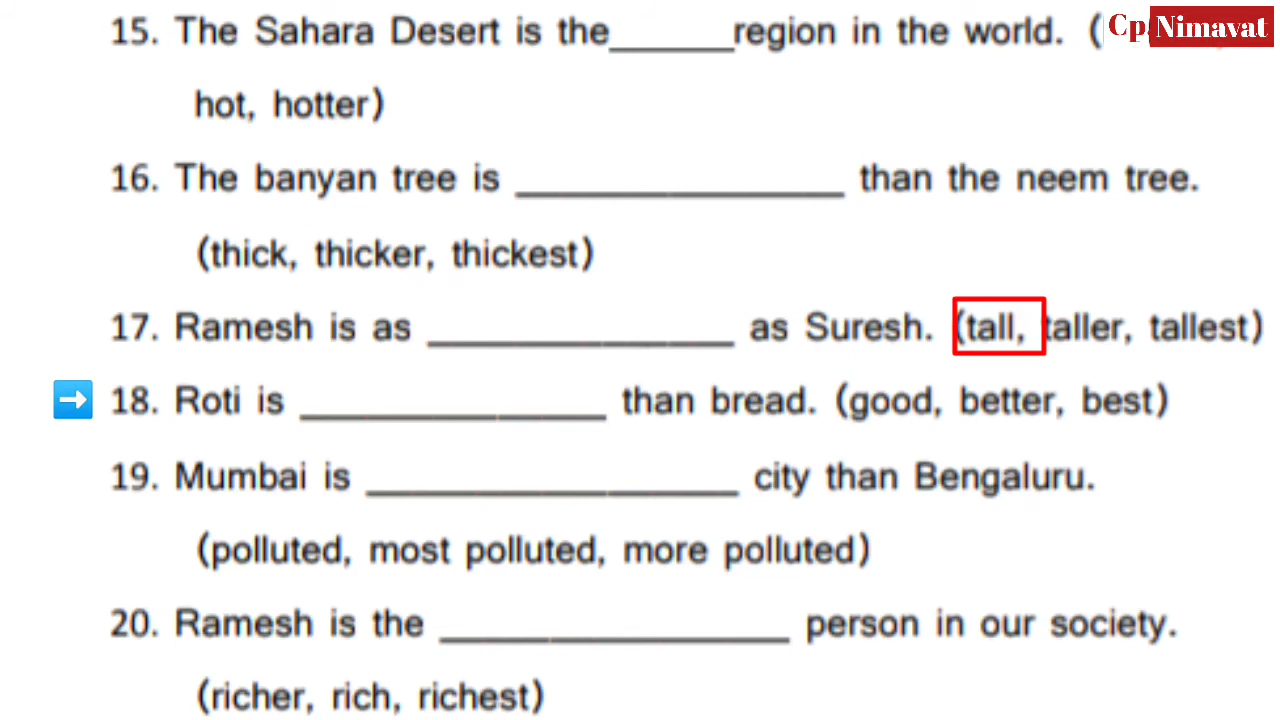 15. The Sahara Desert is the______region in the world. ( Cp Nimavat
hot, hotter)
16. The banyan tree is ________________ than the neem tree.
(thick, thicker, thickest)
17. Ramesh is as _______________ as Suresh. (tall, taller, tallest)
➡ 18. Roti is _______________ than bread. (good, better, best)
19. Mumbai is __________________ city than Bengaluru.
(polluted, most polluted, more polluted)
20. Ramesh is the _________________ person in our society.
(richer, rich, richest)